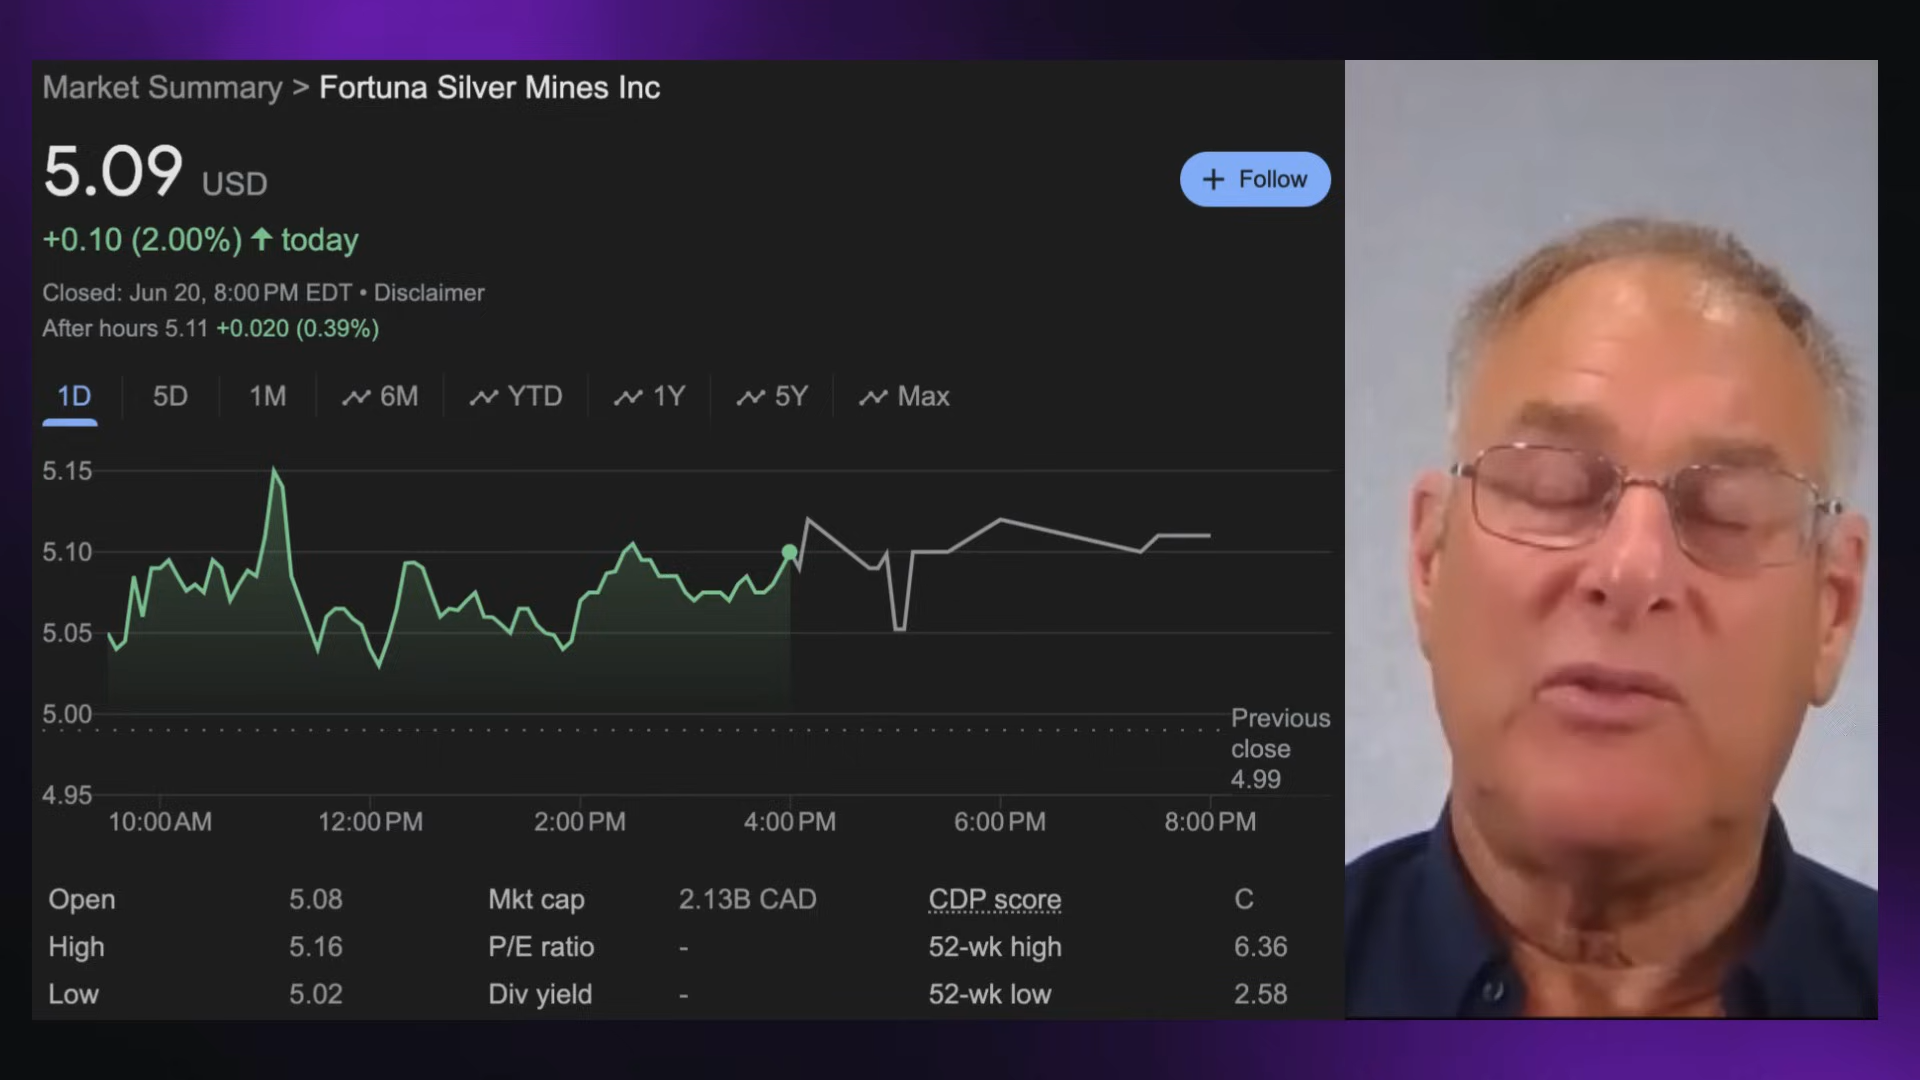 Market Summary > Fortuna Silver Mines Inc
5.09 USD
+ Follow
+0.10 (2.00%) ↑ today
Closed: Jun 20, 8:00 PM EDT • Disclaimer
After hours 5.11 +0.020 (0.39%)
1D 5D 1M 6M YTD 1Y 5Y Max
5.15
5.10
5.05
5.00
Previous
close
4.99
4.95
10:00 AM 12:00 PM 2:00 PM 4:00 PM 6:00 PM 8:00 PM
Open 5.08 Mkt cap 2.13B CAD CDP score C
High 5.16 P/E ratio - 52-wk high 6.36
Low 5.02 Div yield - 52-wk low 2.58